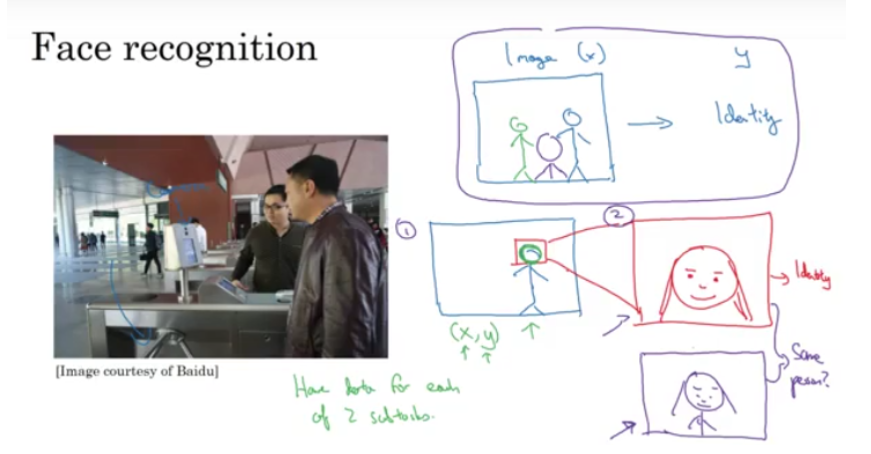 Face recognition
Image (x)
y
Identity
1
2
Identity
(x, y)
Same
person?
[Image courtesy of Baidu]
Have data for each
of 2 subtasks.